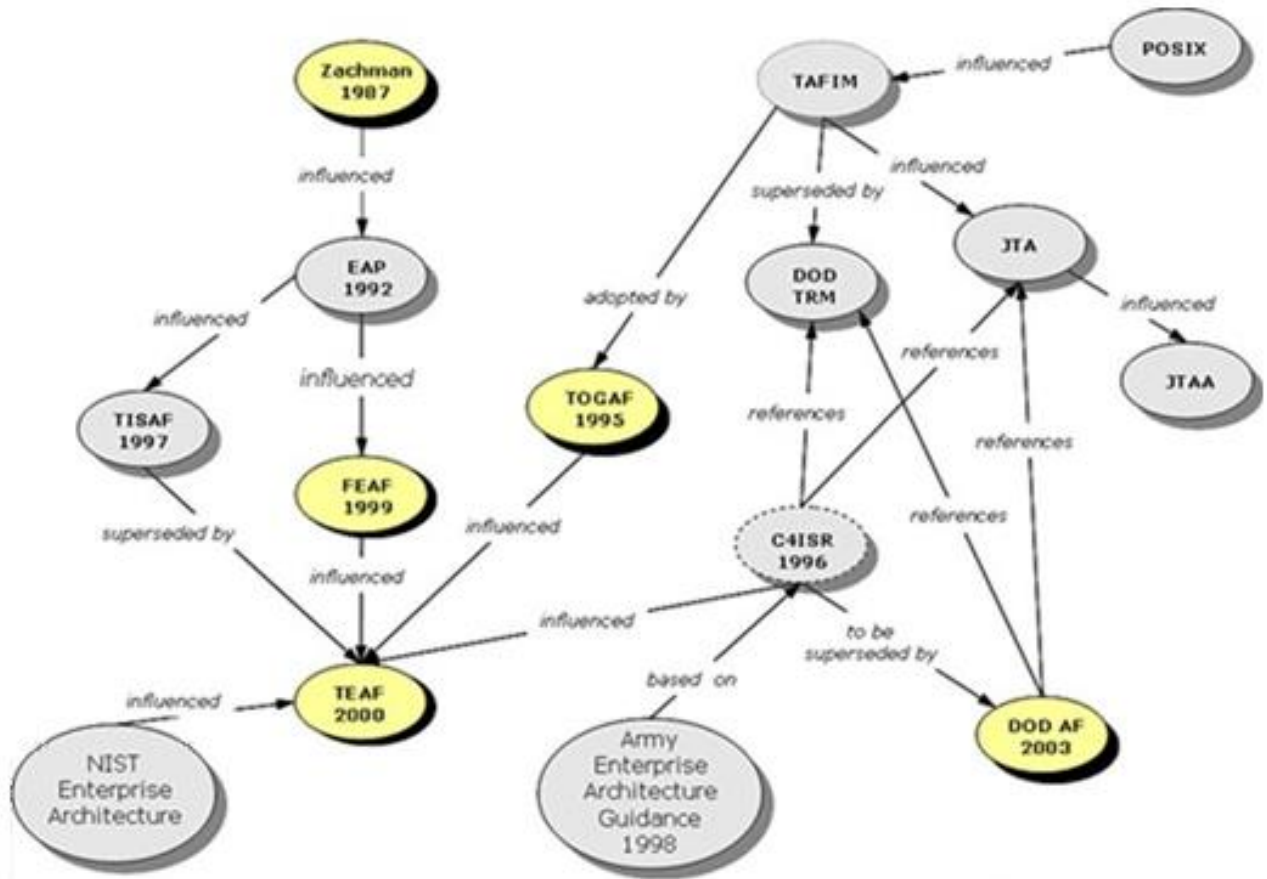 Zachman
1987
TAFIM
influenced
POSIX
influenced
superseded by
influenced
EAP
1992
DOD
TRM
JTA
influenced
adopted by
influenced
influenced
references
JTAA
TISAF
1997
TOGAF
1995
references
references
FEAF
1999
superseded by
influenced
references
C4ISR
1996
influenced
influenced
to be
superseded by
based on
TEAF
2000
influenced
DOD AF
2003
NIST
Enterprise
Architecture
Army
Enterprise
Architecture
Guidance
1998